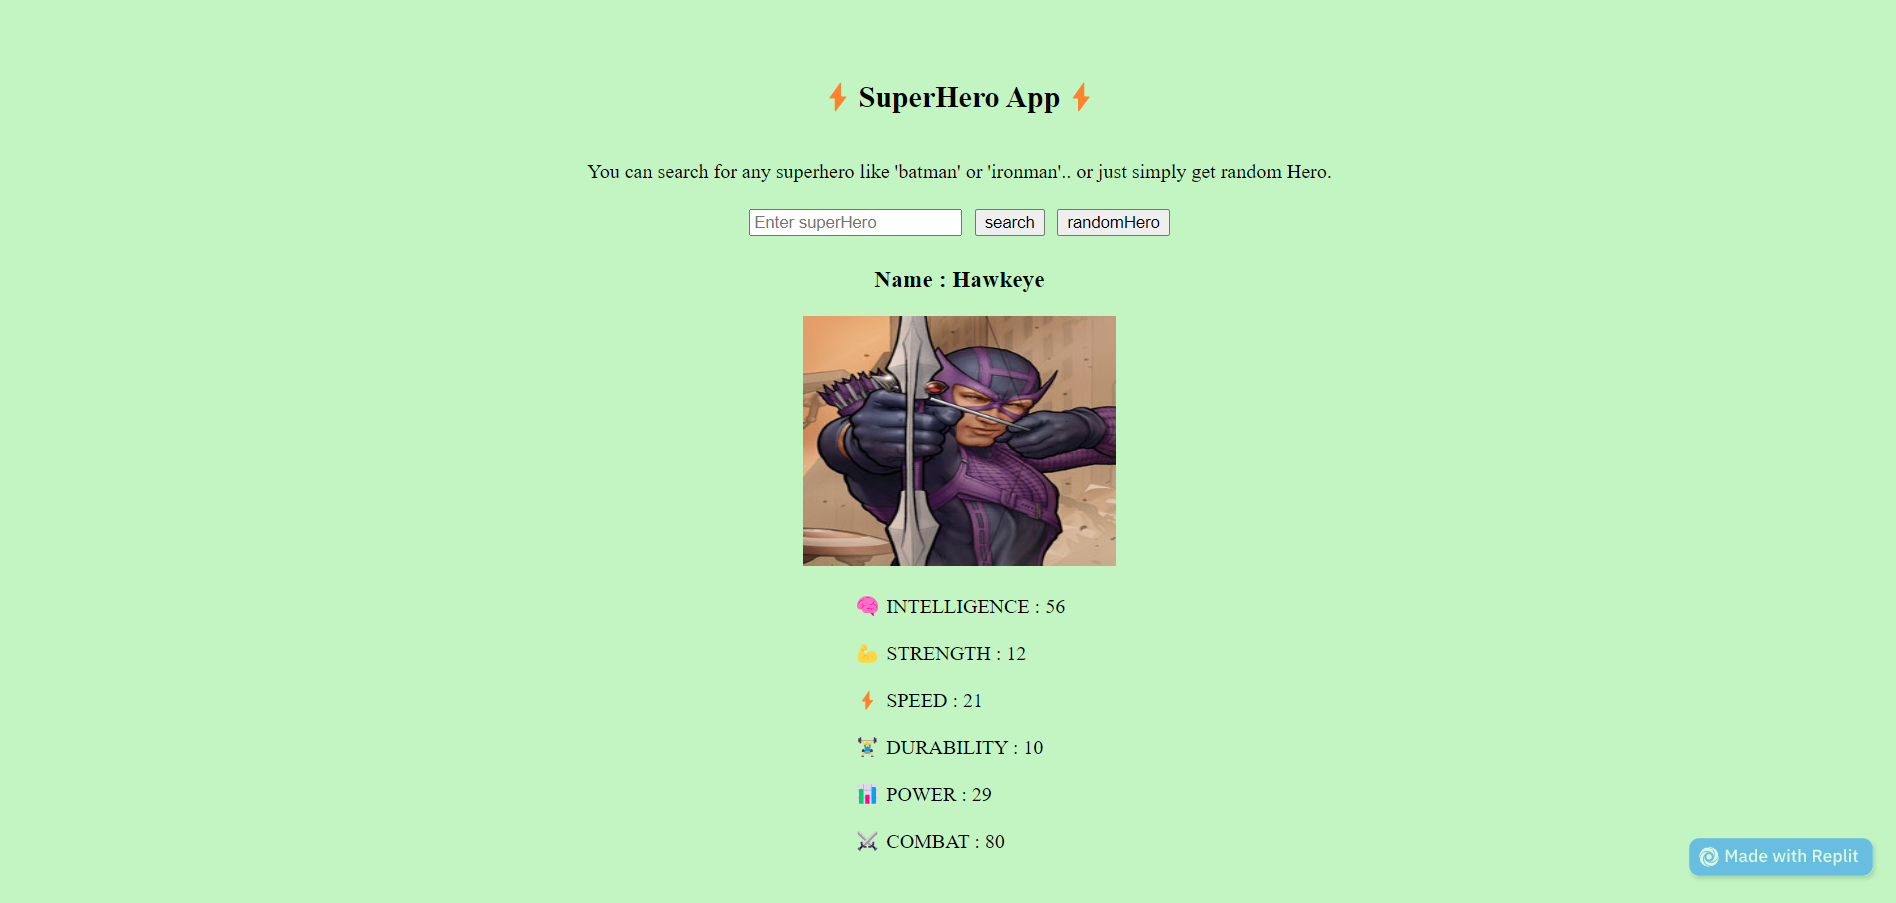 ⚡ SuperHero App ⚡
You can search for any superhero like 'batman' or 'ironman'.. or just simply get random Hero.
Enter superHero search randomHero
Name : Hawkeye
🧠 INTELLIGENCE : 56
💪 STRENGTH : 12
⚡ SPEED : 21
🏋️ DURABILITY : 10
📊 POWER : 29
⚔️ COMBAT : 80
Made with Replit